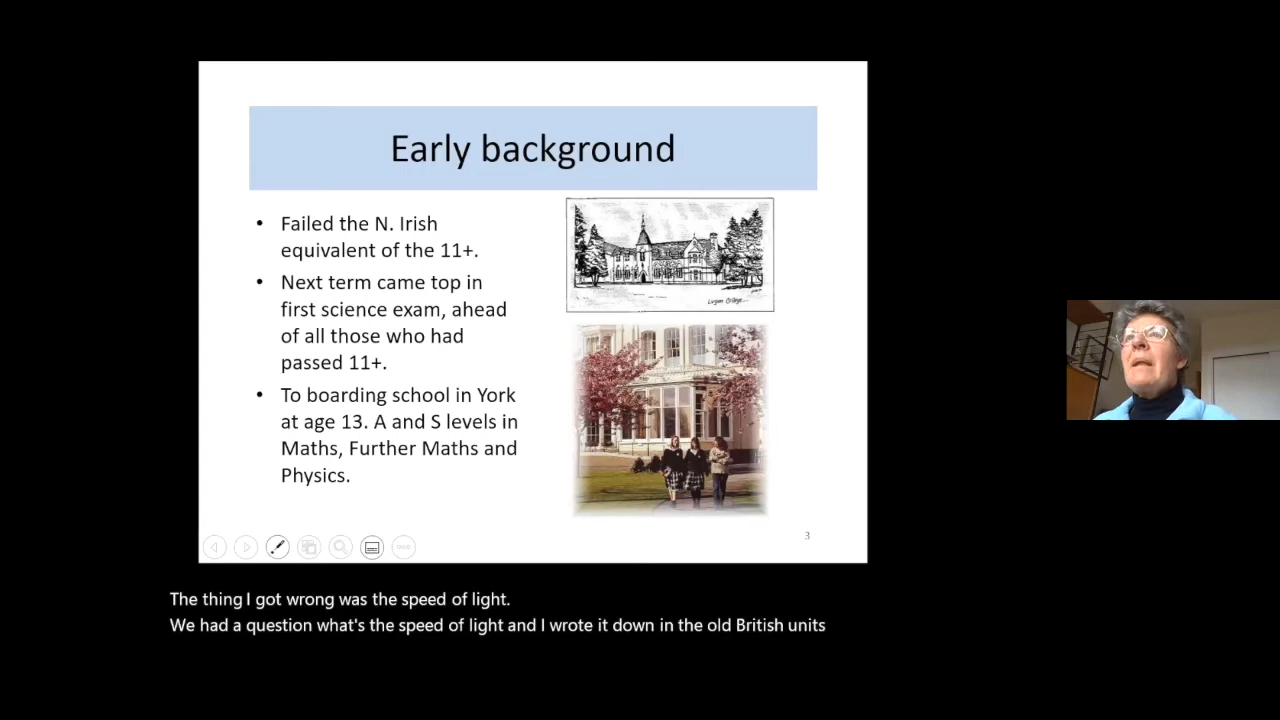 Early background
• Failed the N. Irish
equivalent of the 11+.
• Next term came top in
first science exam, ahead
of all those who had
passed 11+.
• To boarding school in York
at age 13. A and S levels in
Maths, Further Maths and
Physics.
Lurgan College
3
The thing I got wrong was the speed of light.
We had a question what's the speed of light and I wrote it down in the old British units